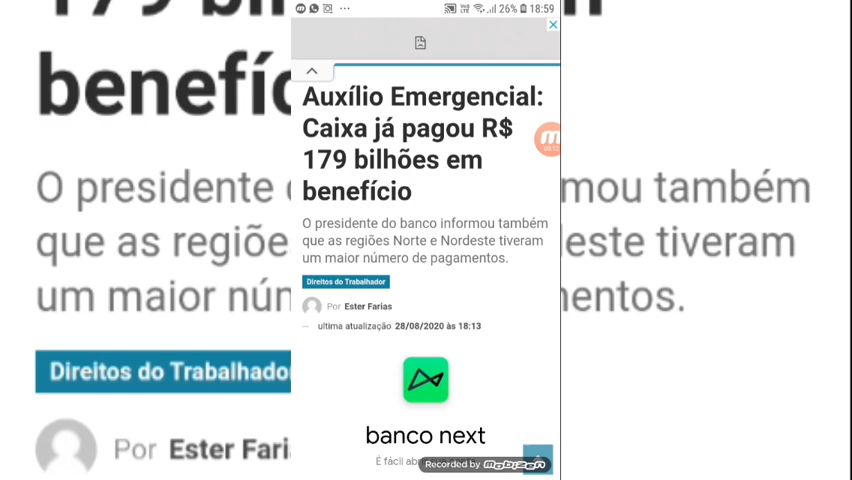 18:59
26%
Auxílio Emergencial:
Caixa já pagou R$
179 bilhões em
benefício
O presidente do banco informou também
que as regiões Norte e Nordeste tiveram
um maior número de pagamentos.
Direitos do Trabalhador
Por Ester Farias
ultima atualização 28/08/2020 às 18:13
banco next
É fácil
Recorded by mobizen